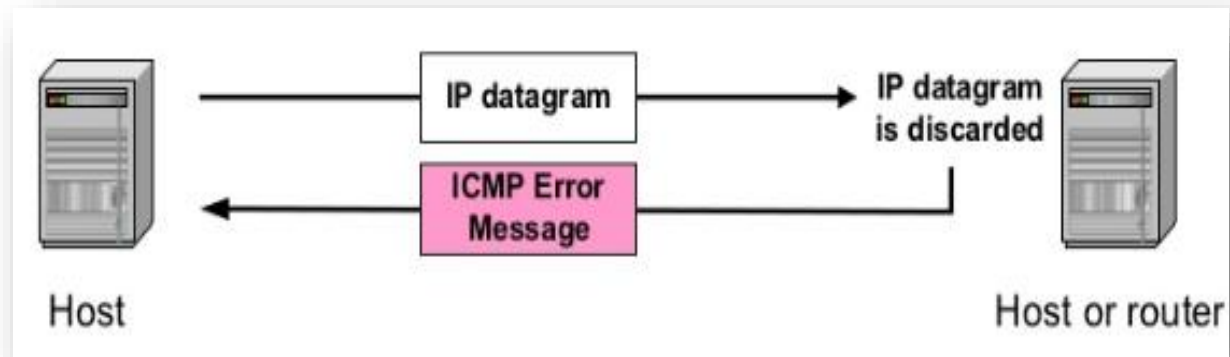 IP datagram
IP datagram
is discarded
ICMP Error
Message
Host
Host or router